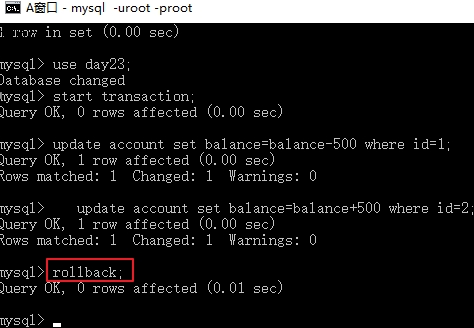 A窗口 - mysql -uroot -proot
1 row in set (0.00 sec)
mysql> use day23;
Database changed
mysql> start transaction;
Query OK, 0 rows affected (0.00 sec)
mysql> update account set balance=balance-500 where id=1;
Query OK, 1 row affected (0.00 sec)
Rows matched: 1  Changed: 1  Warnings: 0
mysql>    update account set balance=balance+500 where id=2;
Query OK, 1 row affected (0.00 sec)
Rows matched: 1  Changed: 1  Warnings: 0
mysql> rollback;
Query OK, 0 rows affected (0.01 sec)
mysql>